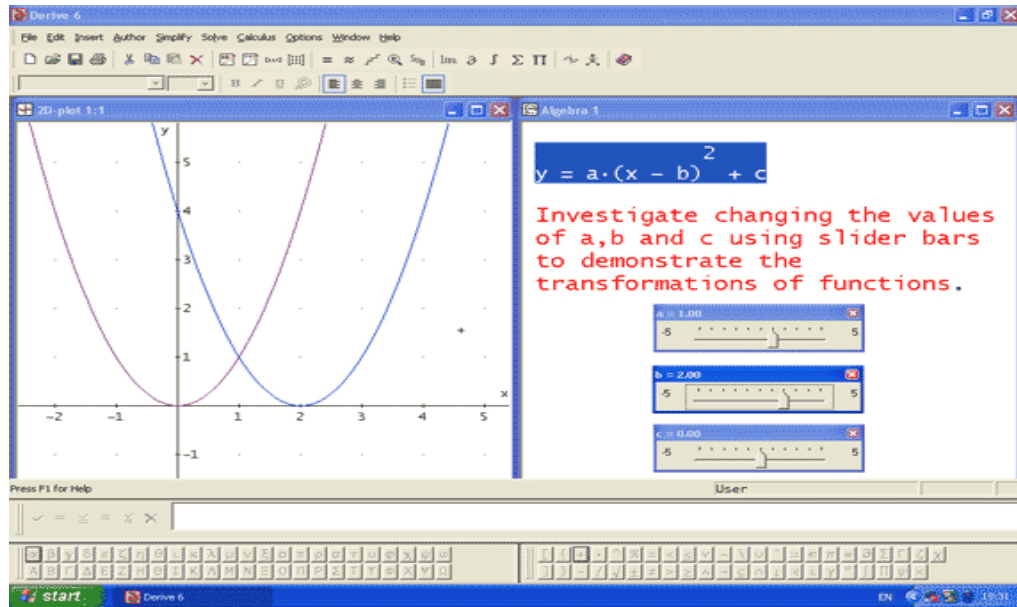 Derive 6
File Edit Insert Author Simplify Solve Calculus Options Window Help
lim ∂ ∫ Σ Π
B I U
2D-plot 1:1
y
5
4
3
2
1
-2 -1 1 2 3 4 5 x
-1
Algebra 1
y = a·(x – b)² + c
Investigate changing the values
of a,b and c using slider bars
to demonstrate the
transformations of functions.
a = 1.00
-5 5
b = 2.00
-5 5
c = 0.00
-5 5
Press F1 for Help
User
α β γ δ ε ζ η θ ι κ λ μ ν ξ ο π ρ σ τ υ φ χ ψ ω
Α Β Γ Δ Ε Ζ Η Θ Ι Κ Λ Μ Ν Ξ Ο Π Ρ Σ Τ Υ Φ Χ Ψ Ω
start Derive 6 EN 19:31